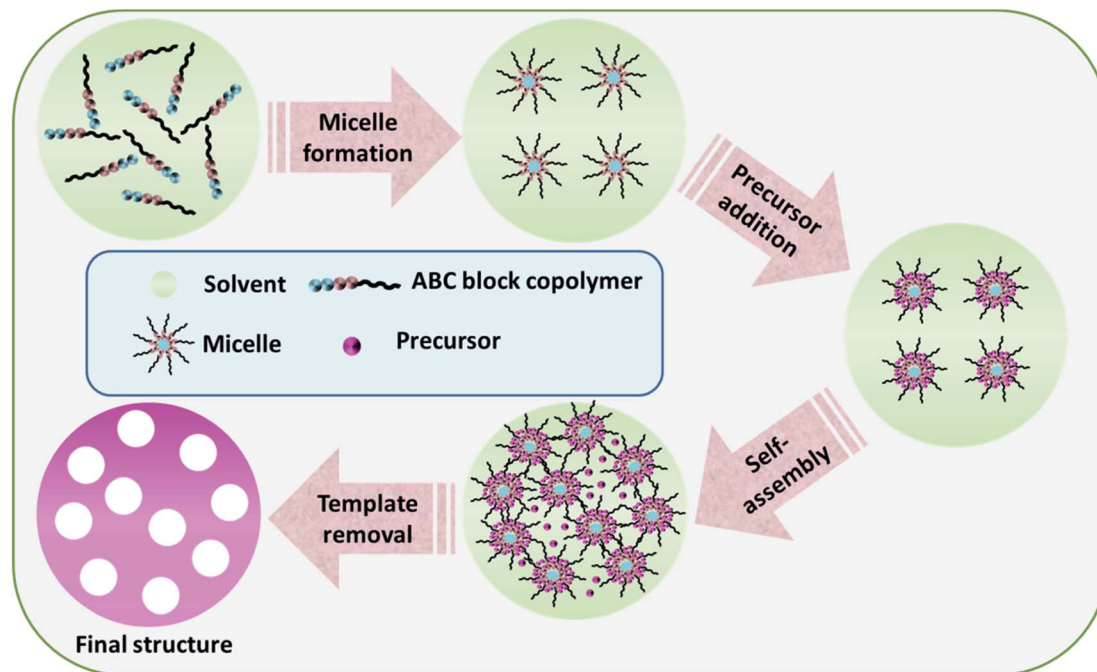 Micelle
formation
Precursor
addition
Solvent
ABC block copolymer
Micelle
Precursor
Self-
assembly
Template
removal
Final structure